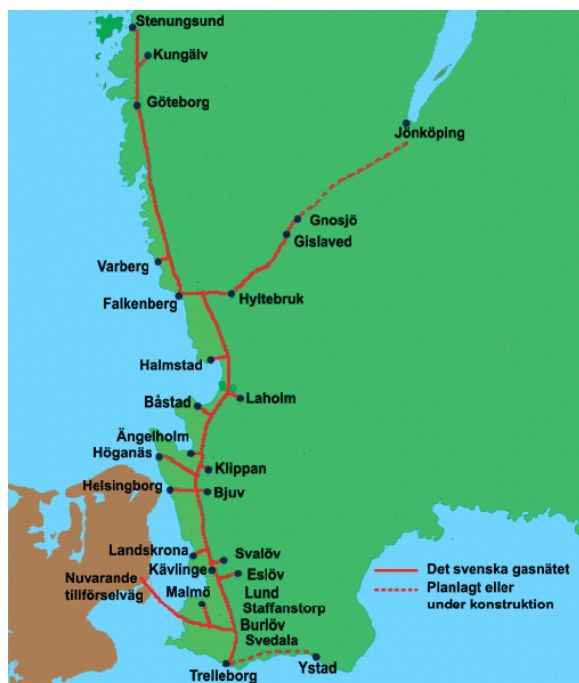 Stenungsund
Kungälv
Göteborg
Jönköping
Gnosjö
Gislaved
Varberg
Falkenberg
Hyltebruk
Halmstad
Laholm
Båstad
Ängelholm
Höganäs
Klippan
Helsingborg
Bjuv
Landskrona
Svalöv
Kävlinge
Eslöv
Nuvarande
tillförselväg
Malmö
Lund
Staffanstorp
Burlöv
Svedala
Trelleborg
Ystad
Det svenska gasnätet
Planlagt eller
under konstruktion